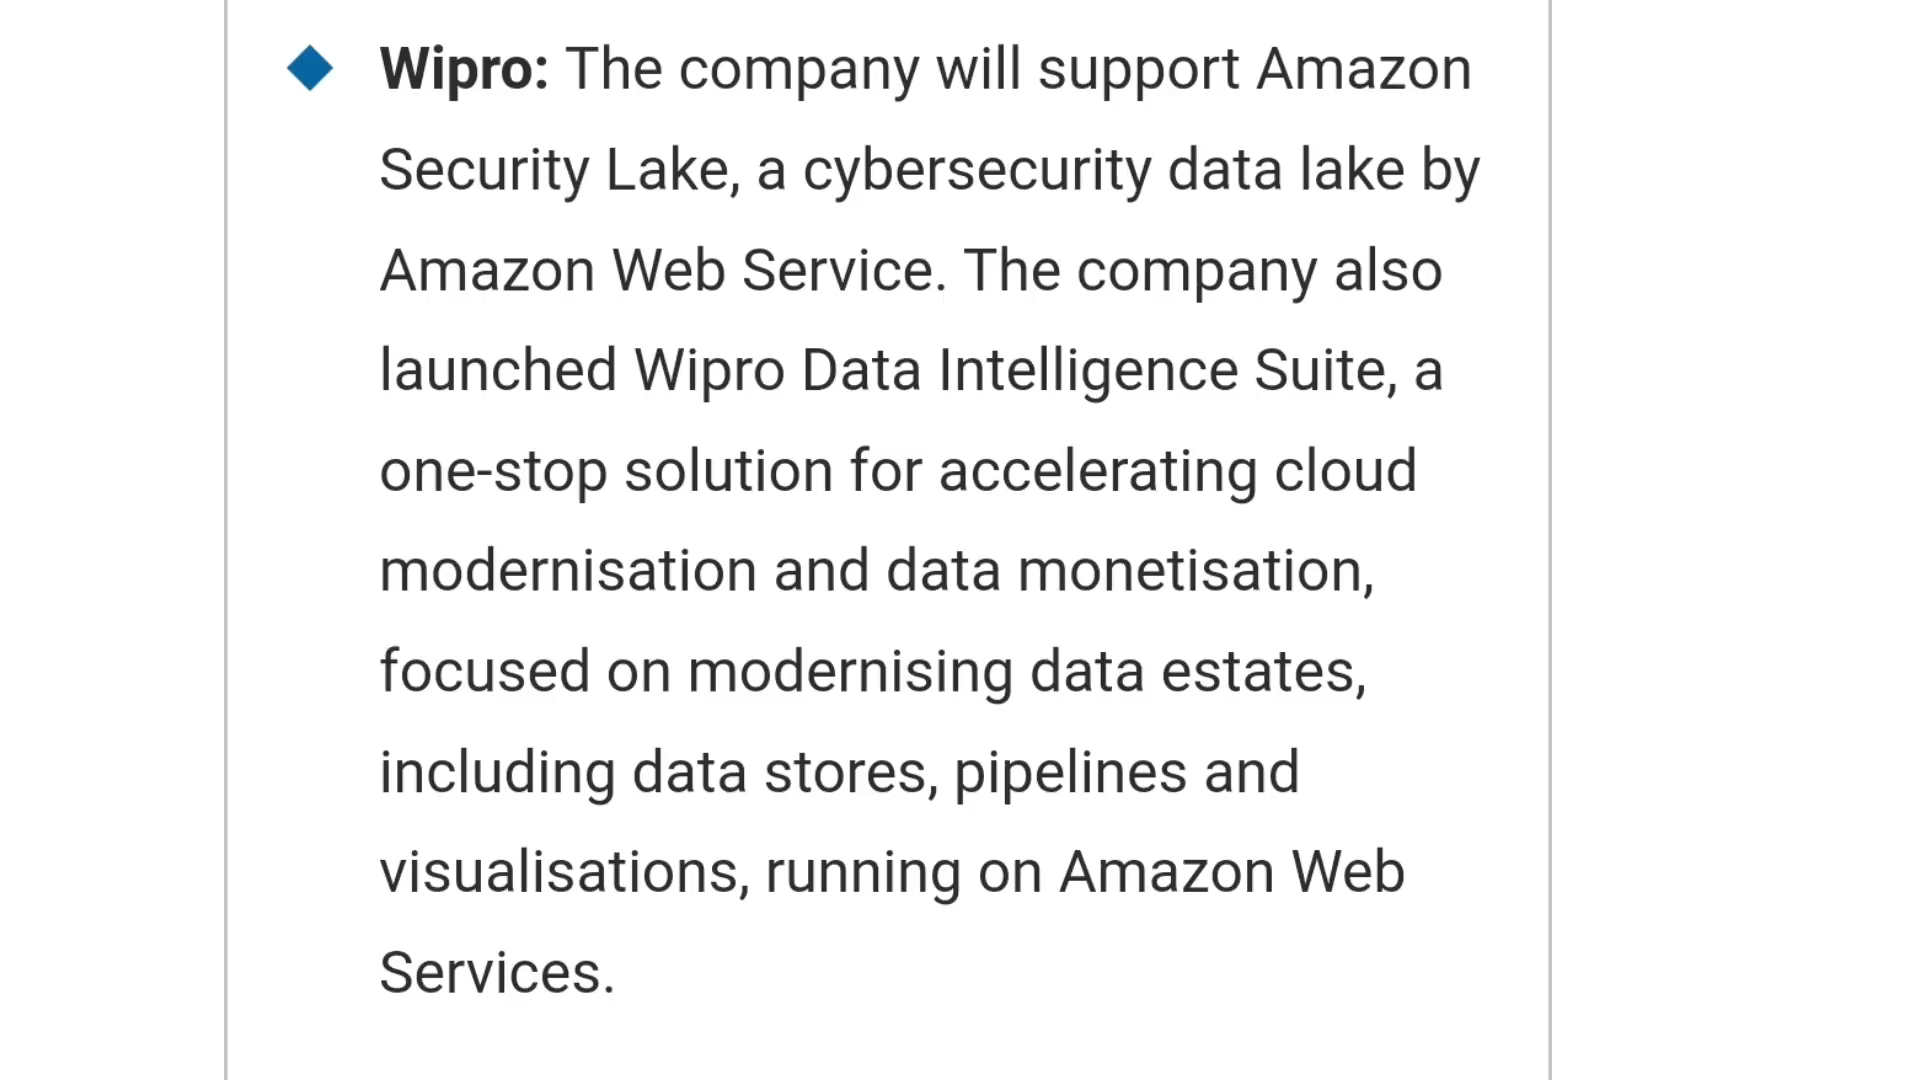 Wipro: The company will support Amazon
Security Lake, a cybersecurity data lake by
Amazon Web Service. The company also
launched Wipro Data Intelligence Suite, a
one-stop solution for accelerating cloud
modernisation and data monetisation,
focused on modernising data estates,
including data stores, pipelines and
visualisations, running on Amazon Web
Services.